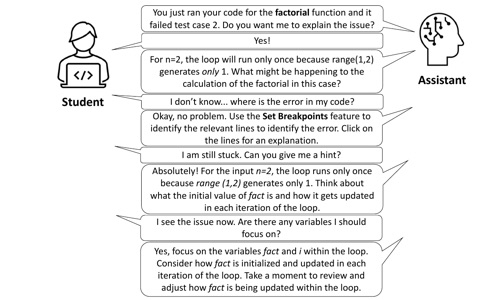 You just ran your code for the factorial function and it
failed test case 2. Do you want me to explain the issue?
Yes!
For n=2, the loop will run only once because range(1,2)
generates only 1. What might be happening to the
calculation of the factorial in this case?
Assistant
Student
I don't know... where is the error in my code?
Okay, no problem. Use the Set Breakpoints feature to
identify the relevant lines to identify the error. Click on
the lines for an explanation.
I am still stuck. Can you give me a hint?
Absolutely! For the input n=2, the loop runs only once
because range (1,2) generates only 1. Think about
what the initial value of fact is and how it gets updated
in each iteration of the loop.
I see the issue now. Are there any variables I should
focus on?
Yes, focus on the variables fact and i within the loop.
Consider how fact is initialized and updated in each
iteration of the loop. Take a moment to review and
adjust how fact is being updated within the loop.